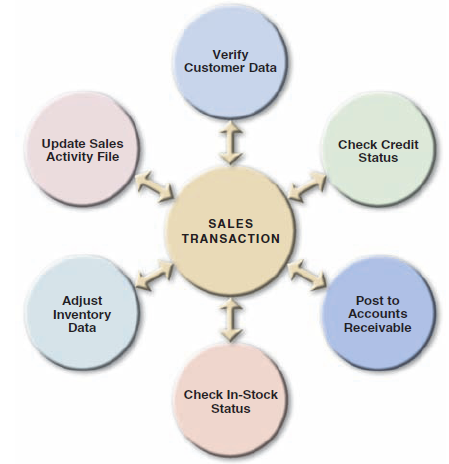 Verify
Customer Data
Update Sales
Activity File
Check Credit
Status
SALES
TRANSACTION
Adjust
Inventory
Data
Post to
Accounts
Receivable
Check In-Stock
Status